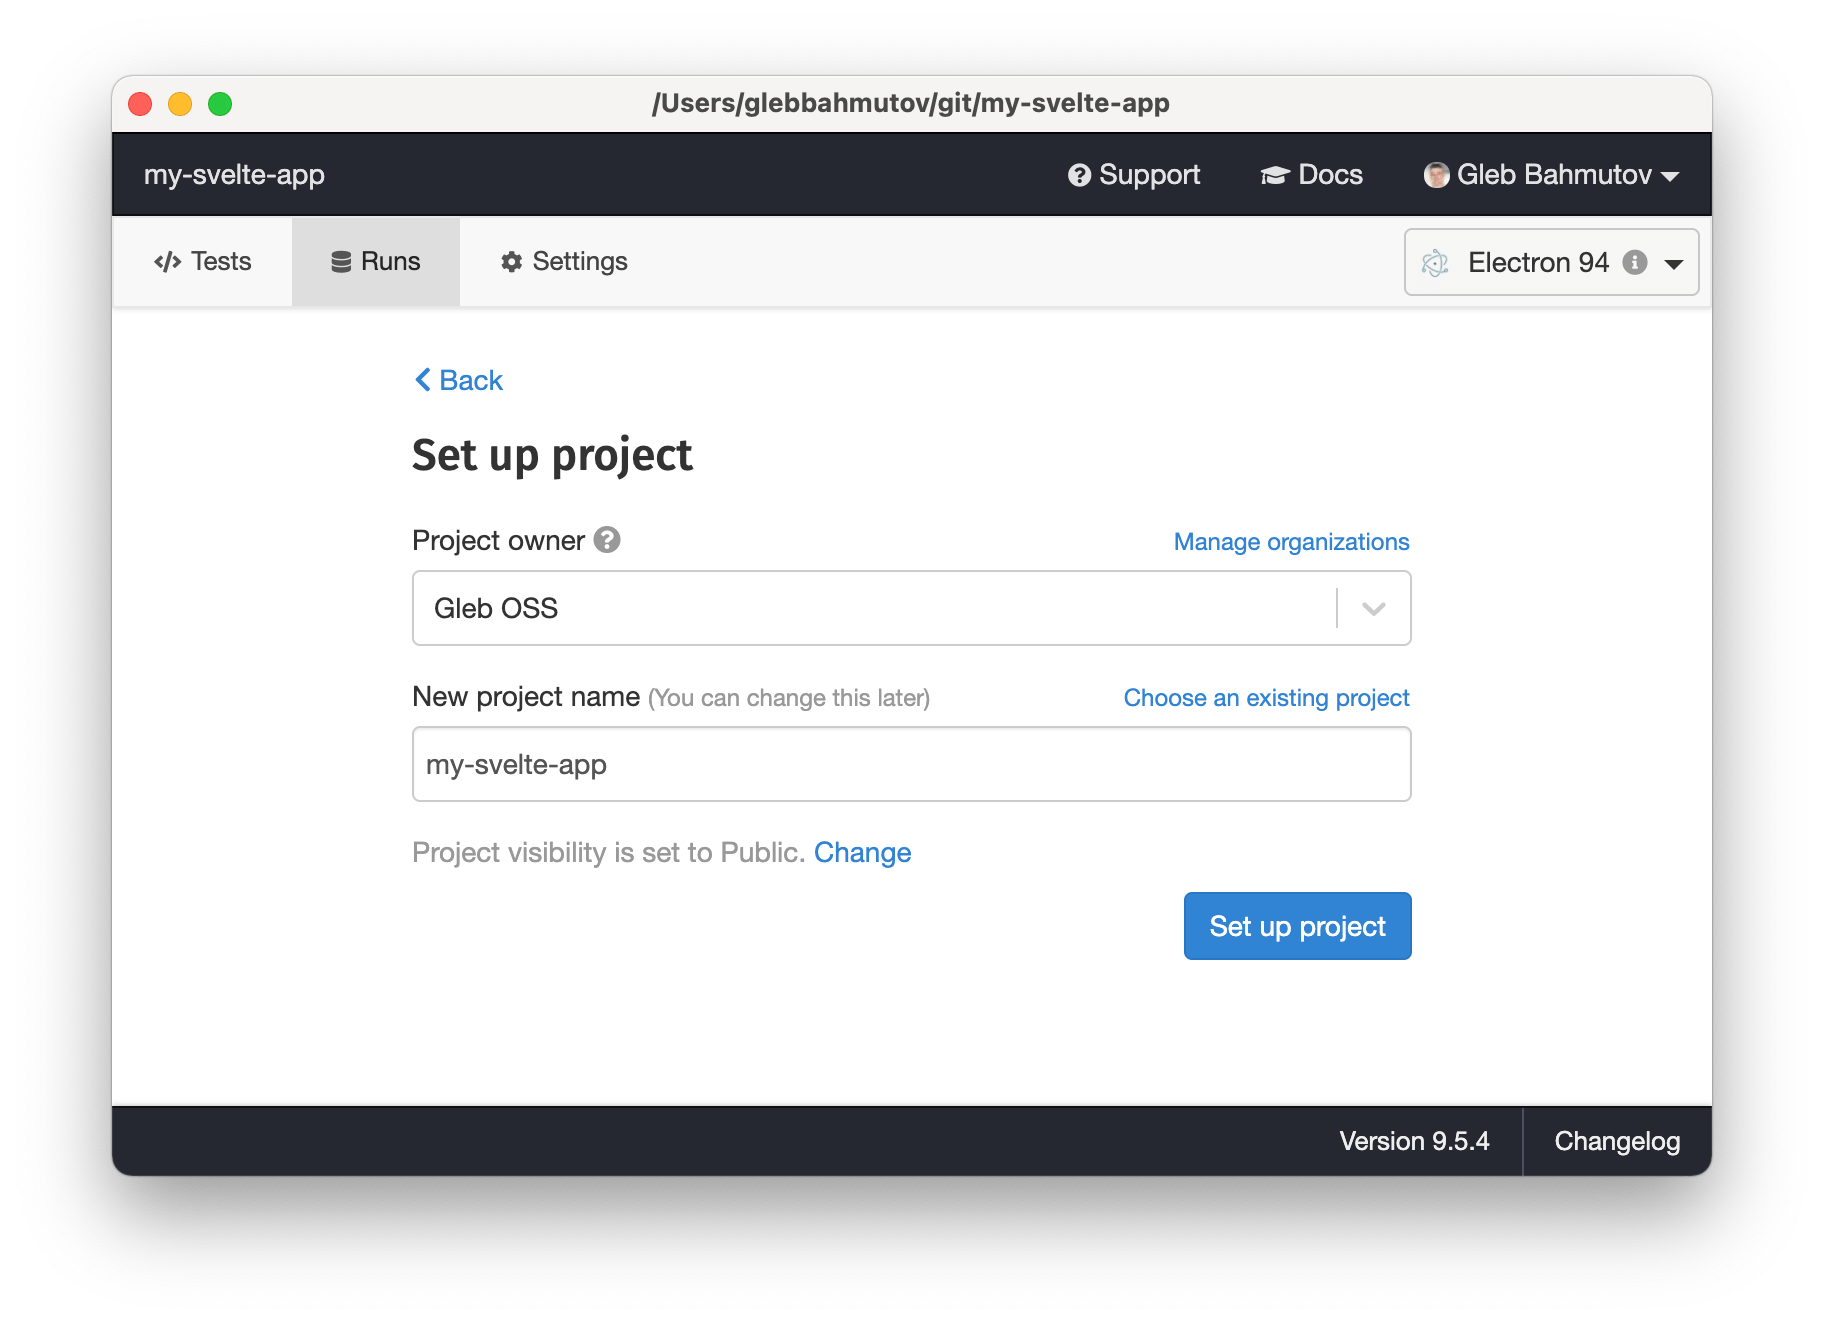 /Users/glebbahmutov/git/my-svelte-app
my-svelte-app Support Docs Gleb Bahmutov
Tests Runs Settings Electron 94
Back
Set up project
Project owner Manage organizations
Gleb OSS
New project name (You can change this later) Choose an existing project
my-svelte-app
Project visibility is set to Public. Change
Set up project
Version 9.5.4 Changelog